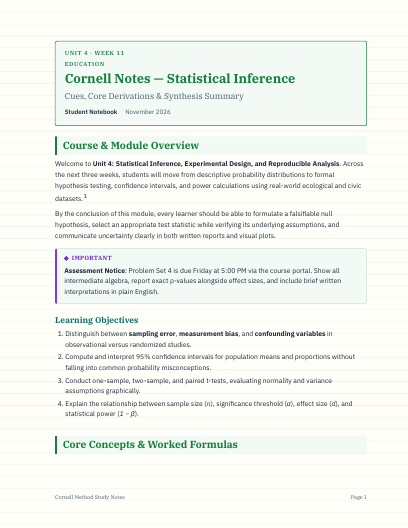 UNIT 4 · WEEK 11
EDUCATION
Cornell Notes — Statistical Inference
Cues, Core Derivations & Synthesis Summary
Student Notebook November 2026
Course & Module Overview
Welcome to Unit 4: Statistical Inference, Experimental Design, and Reproducible Analysis. Across
the next three weeks, students will move from descriptive probability distributions to formal
hypothesis testing, confidence intervals, and power calculations using real-world ecological and civic
datasets.1
By the conclusion of this module, every learner should be able to formulate a falsifiable null
hypothesis, select an appropriate test statistic while verifying its underlying assumptions, and
communicate uncertainty clearly in both written reports and visual plots.
◆ IMPORTANT
Assessment Notice: Problem Set 4 is due Friday at 5:00 PM via the course portal. Show all
intermediate algebra, report exact p-values alongside effect sizes, and include brief written
interpretations in plain English.
Learning Objectives
1. Distinguish between sampling error, measurement bias, and confounding variables in
observational versus randomized studies.
2. Compute and interpret 95% confidence intervals for population means and proportions without
falling into common probability misconceptions.
3. Conduct one-sample, two-sample, and paired t-tests, evaluating normality and variance
assumptions graphically.
4. Explain the relationship between sample size (n), significance threshold (α), effect size (d), and
statistical power (1 − β).
Core Concepts & Worked Formulas
Cornell Method Study Notes Page 1